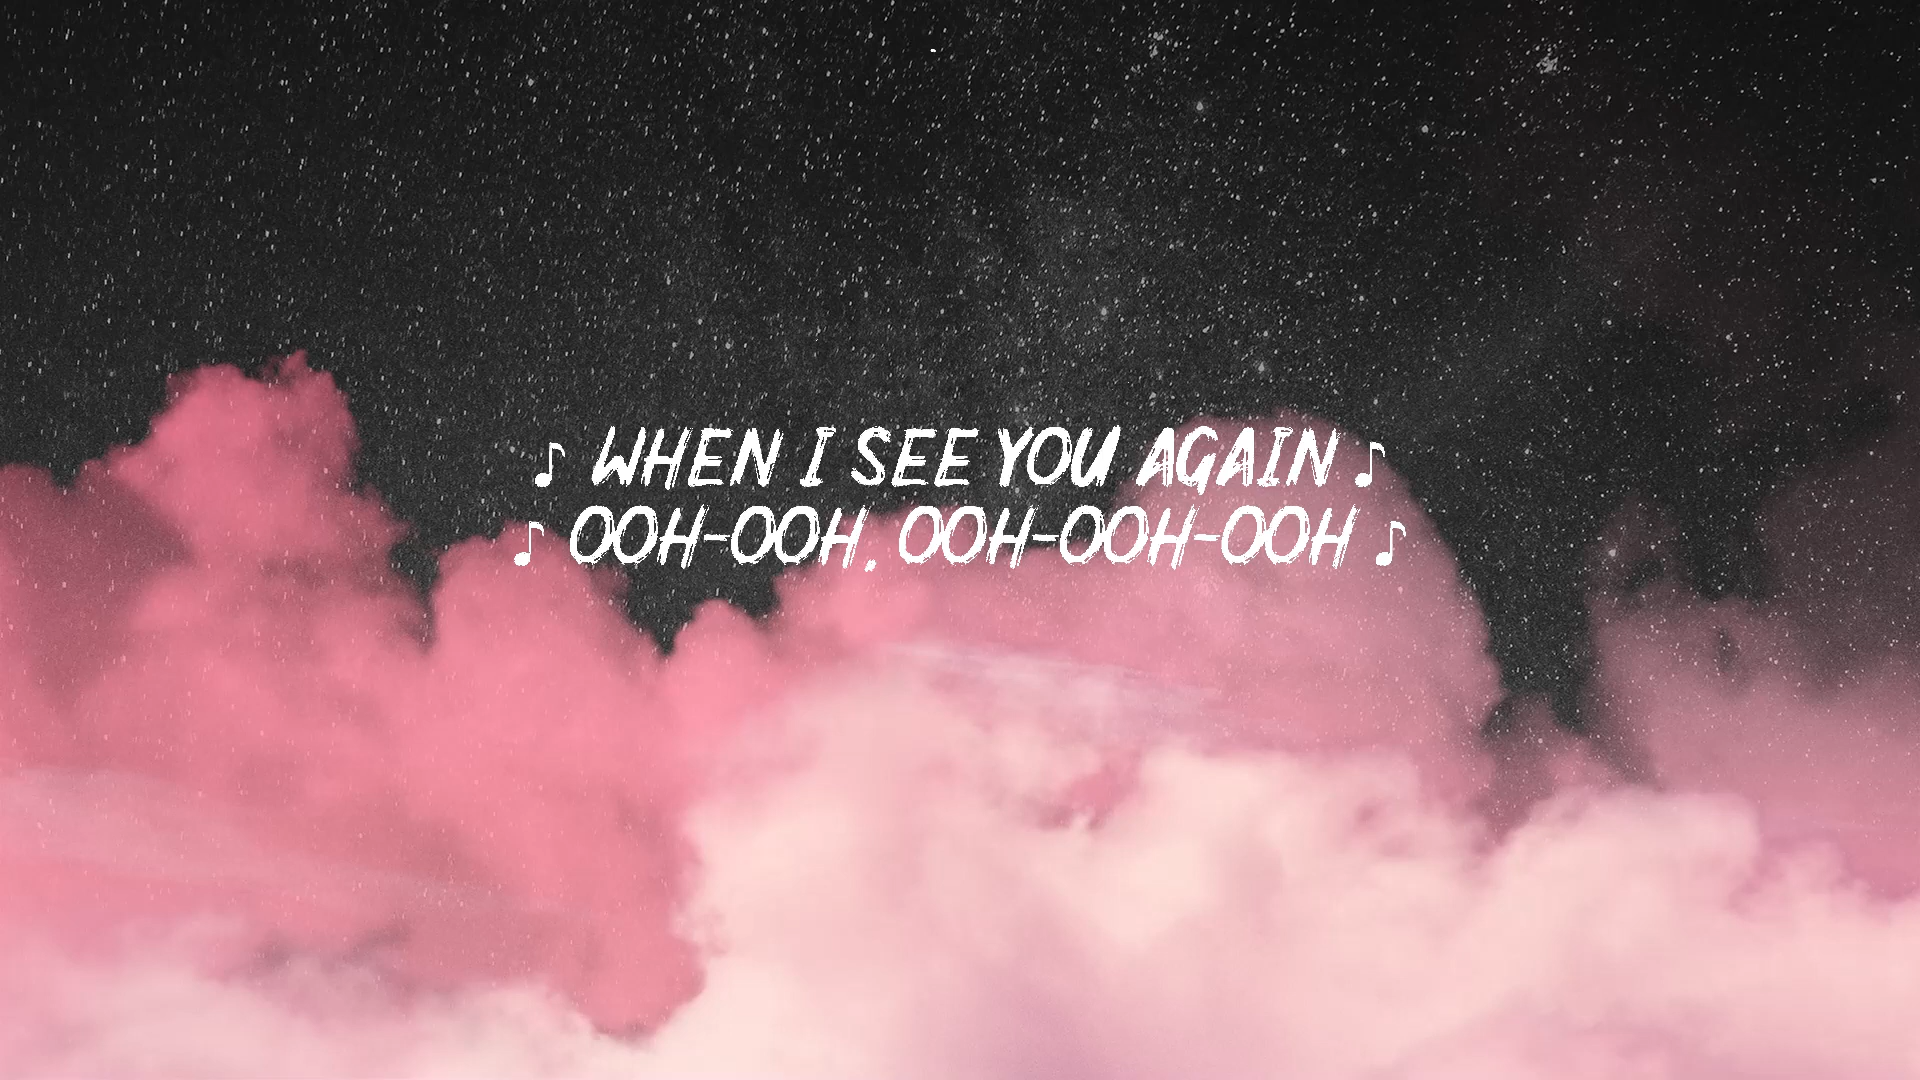 ♪ WHEN I SEE YOU AGAIN ♪
♪ OOH-OOH, OOH-OOH-OOH ♪